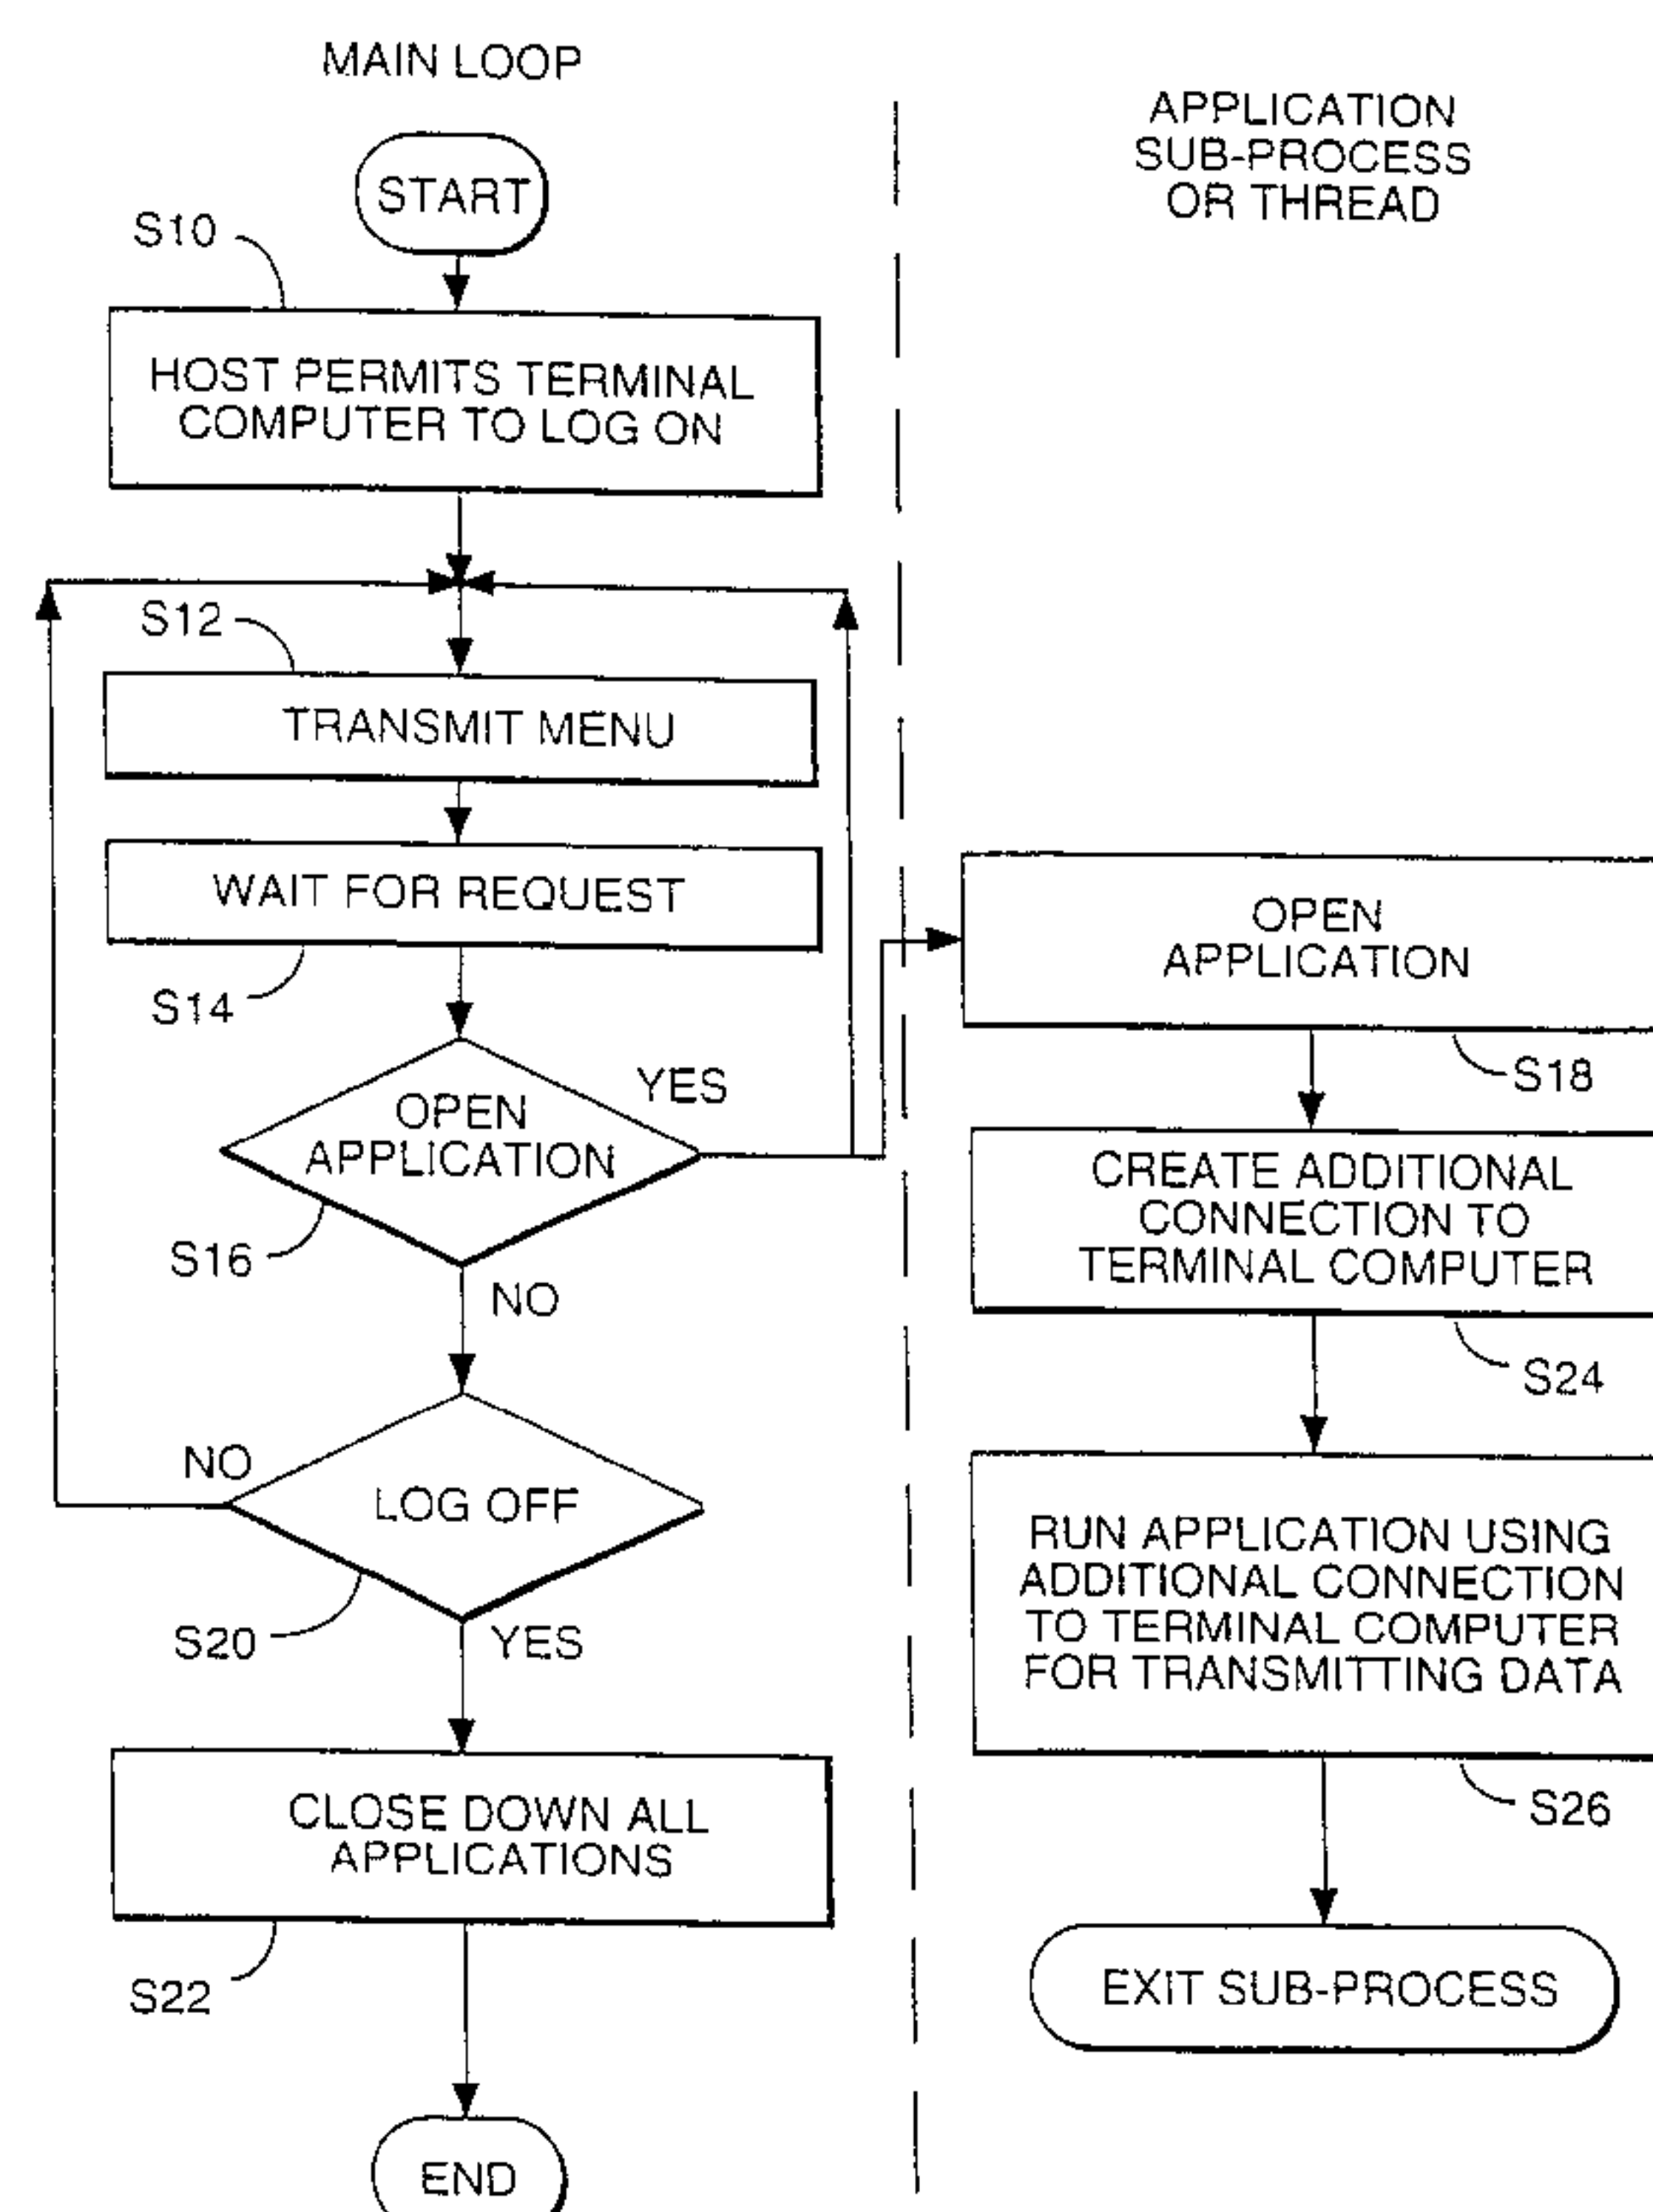 MAIN LOOP
START
S10
HOST PERMITS TERMINAL
COMPUTER TO LOG ON
S12
TRANSMIT MENU
WAIT FOR REQUEST
S14
OPEN
APPLICATION
YES
S16
NO
LOG OFF
NO
S20
YES
CLOSE DOWN ALL
APPLICATIONS
S22
END
APPLICATION
SUB-PROCESS
OR THREAD
OPEN
APPLICATION
S18
CREATE ADDITIONAL
CONNECTION TO
TERMINAL COMPUTER
S24
RUN APPLICATION USING
ADDITIONAL CONNECTION
TO TERMINAL COMPUTER
FOR TRANSMITTING DATA
S26
EXIT SUB-PROCESS